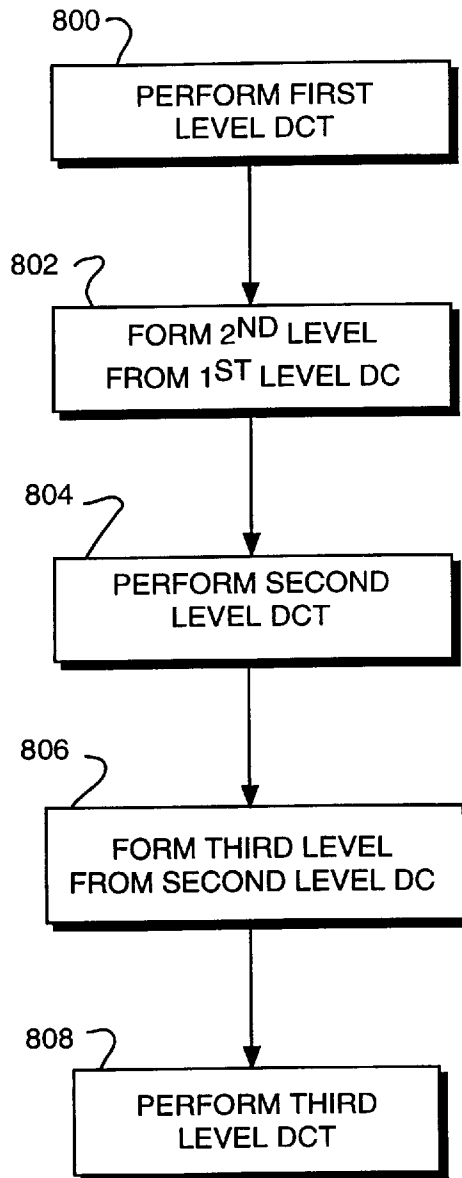 800
PERFORM FIRST
LEVEL DCT
802
FORM 2ND LEVEL
FROM 1ST LEVEL DC
804
PERFORM SECOND
LEVEL DCT
806
FORM THIRD LEVEL
FROM SECOND LEVEL DC
808
PERFORM THIRD
LEVEL DCT